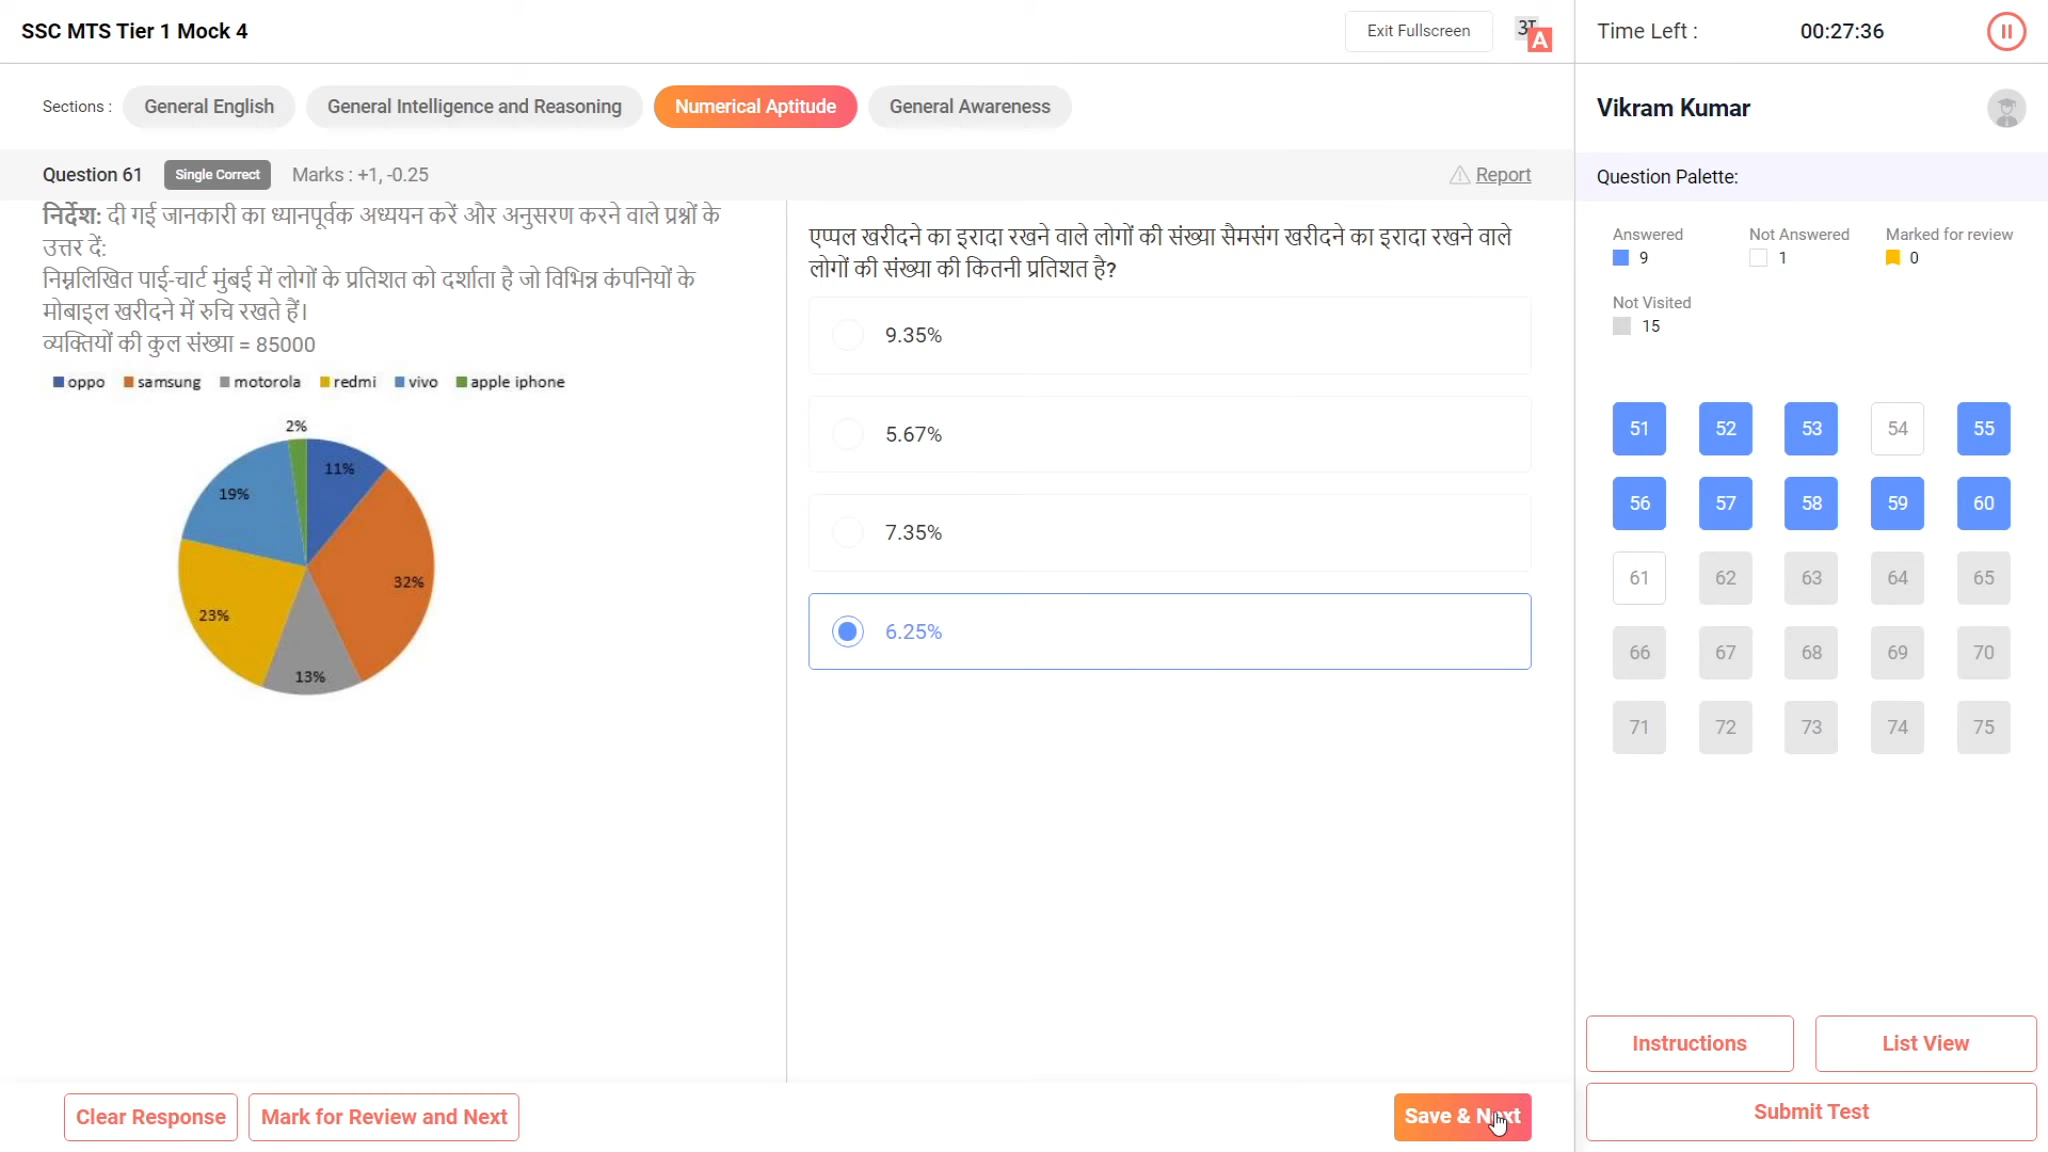 SSC MTS Tier 1 Mock 4
Exit Fullscreen
Time Left :
00:27:36
Sections :
General English
General Intelligence and Reasoning
Numerical Aptitude
General Awareness
Vikram Kumar
Question 61
Single Correct
Marks : +1, -0.25
Report
Question Palette:
निर्देश: दी गई जानकारी का ध्यानपूर्वक अध्ययन करें और अनुसरण करने वाले प्रश्नों के
उत्तर दें:
निम्नलिखित पाई-चार्ट मुंबई में लोगों के प्रतिशत को दर्शाता है जो विभिन्न कंपनियों के
मोबाइल खरीदने में रुचि रखते हैं।
व्यक्तियों की कुल संख्या = 85000
oppo samsung motorola redmi vivo apple iphone
2%
11%
19%
32%
23%
13%
एप्पल खरीदने का इरादा रखने वाले लोगों की संख्या सैमसंग खरीदने का इरादा रखने वाले
लोगों की संख्या की कितनी प्रतिशत है?
9.35%
5.67%
7.35%
6.25%
Answered
9
Not Answered
1
Marked for review
0
Not Visited
15
51 52 53 54 55
56 57 58 59 60
61 62 63 64 65
66 67 68 69 70
71 72 73 74 75
Instructions
List View
Clear Response
Mark for Review and Next
Save & Next
Submit Test